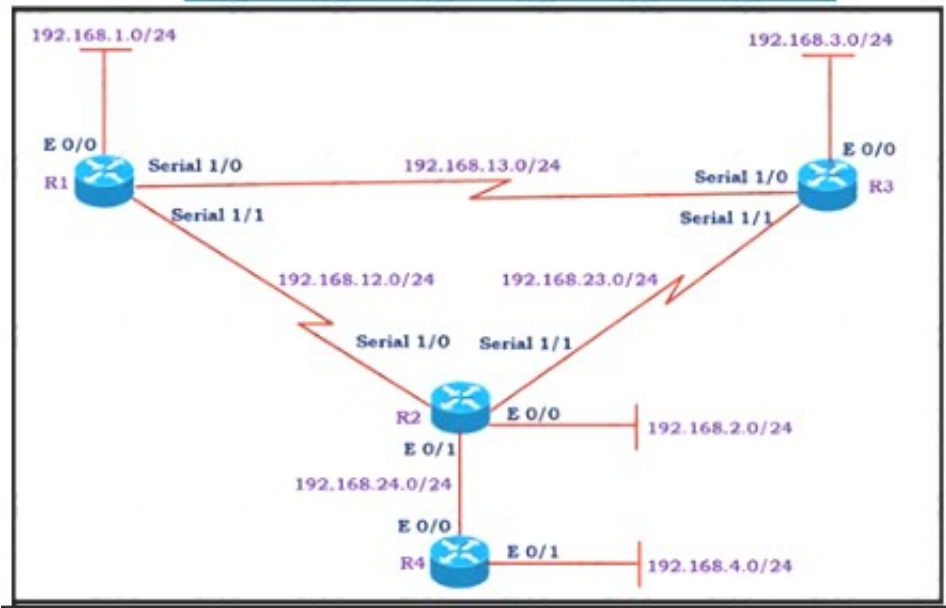 192.168.1.0/24
192.168.3.0/24
E 0/0
E 0/0
R1
Serial 1/0
192.168.13.0/24
Serial 1/0
R3
Serial 1/1
Serial 1/1
192.168.12.0/24
192.168.23.0/24
Serial 1/0
Serial 1/1
R2
E 0/0
192.168.2.0/24
E 0/1
192.168.24.0/24
E 0/0
R4
E 0/1
192.168.4.0/24